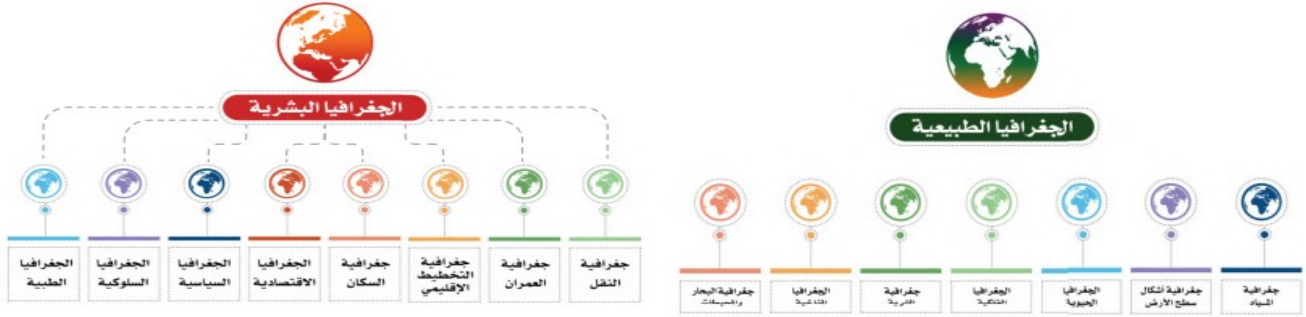 الجغرافيا الطبيعية
جغرافية
المياه
جغرافية أشكال
سطح الأرض
الجغرافيا
الحيوية
الجغرافيا
الفلكية
جغرافية
التربة
الجغرافيا
المناخية
جغرافية البحار
والمحيطات
الجغرافيا البشرية
جغرافية
النقل
جغرافية
العمران
جغرافية
التخطيط
الإقليمي
جغرافية
السكان
الجغرافيا
الاقتصادية
الجغرافيا
السياسية
الجغرافيا
السلوكية
الجغرافيا
الطبية